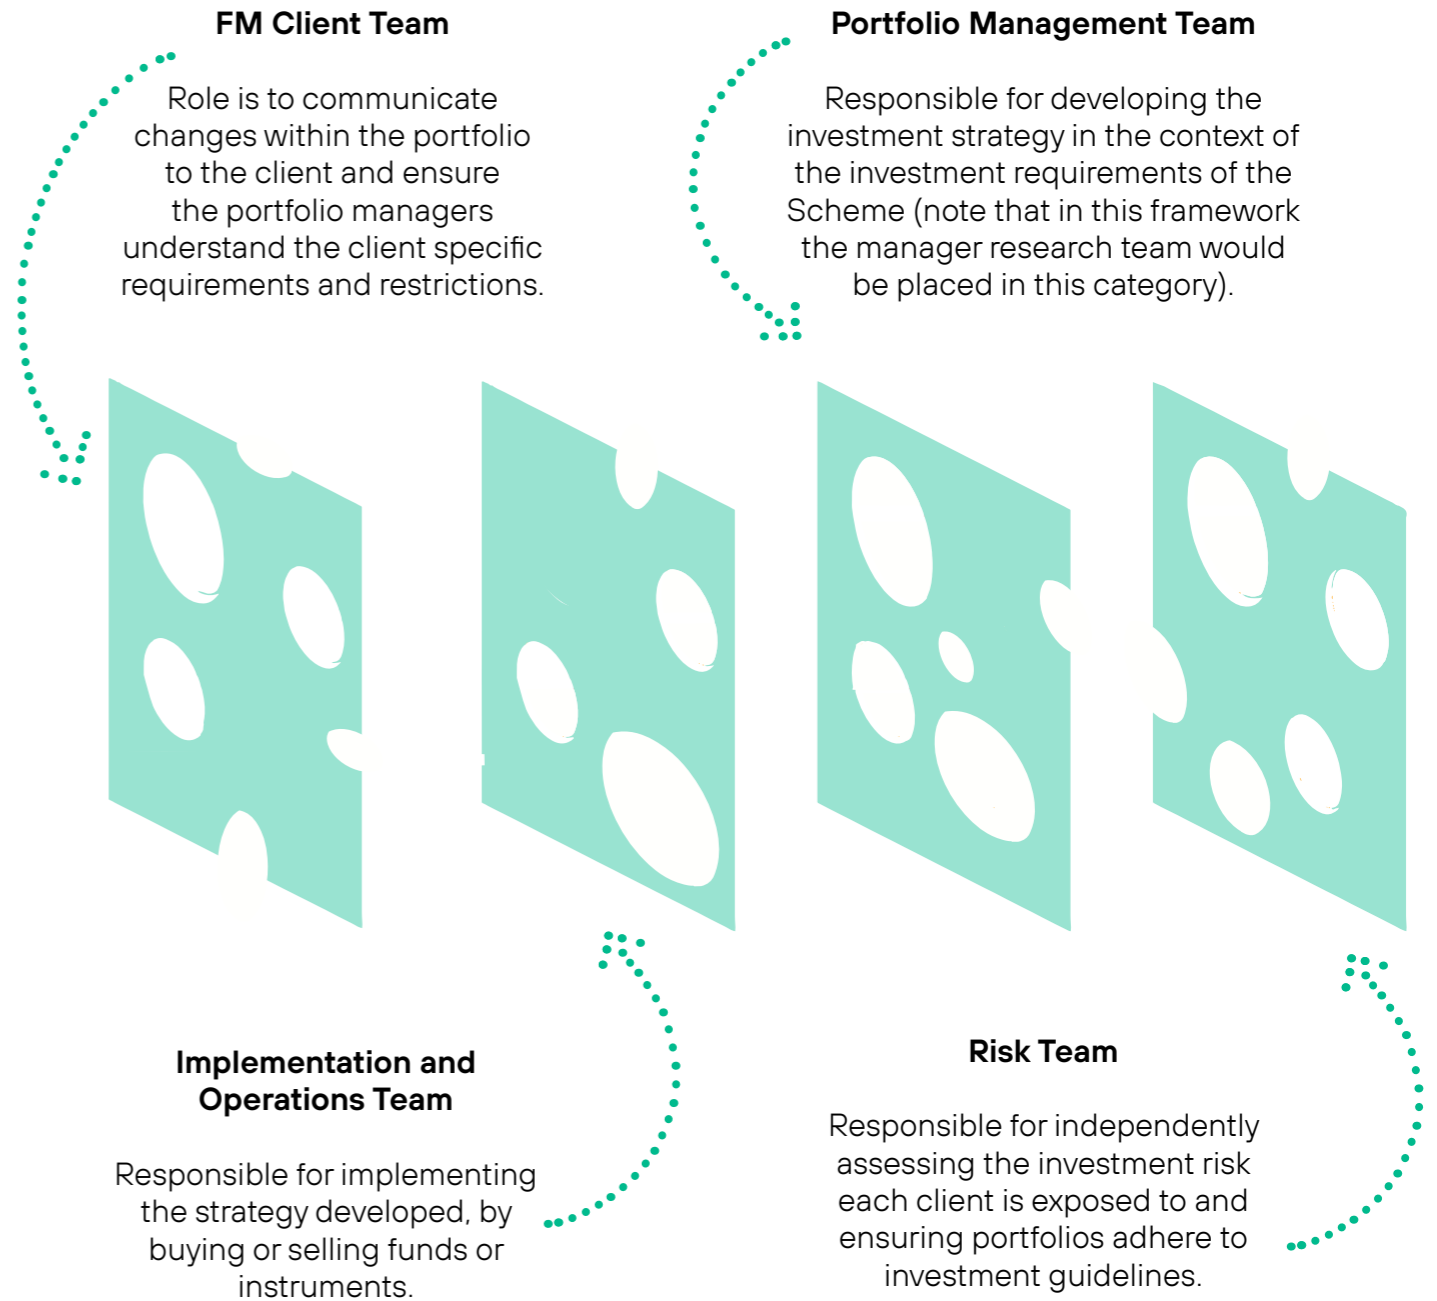 FM Client Team
Role is to communicate
changes within the portfolio
to the client and ensure
the portfolio managers
understand the client specific
requirements and restrictions.
Portfolio Management Team
Responsible for developing the
investment strategy in the context of
the investment requirements of the
Scheme (note that in this framework
the manager research team would
be placed in this category).
Implementation and
Operations Team
Responsible for implementing
the strategy developed, by
buying or selling funds or
instruments.
Risk Team
Responsible for independently
assessing the investment risk
each client is exposed to and
ensuring portfolios adhere to
investment guidelines.